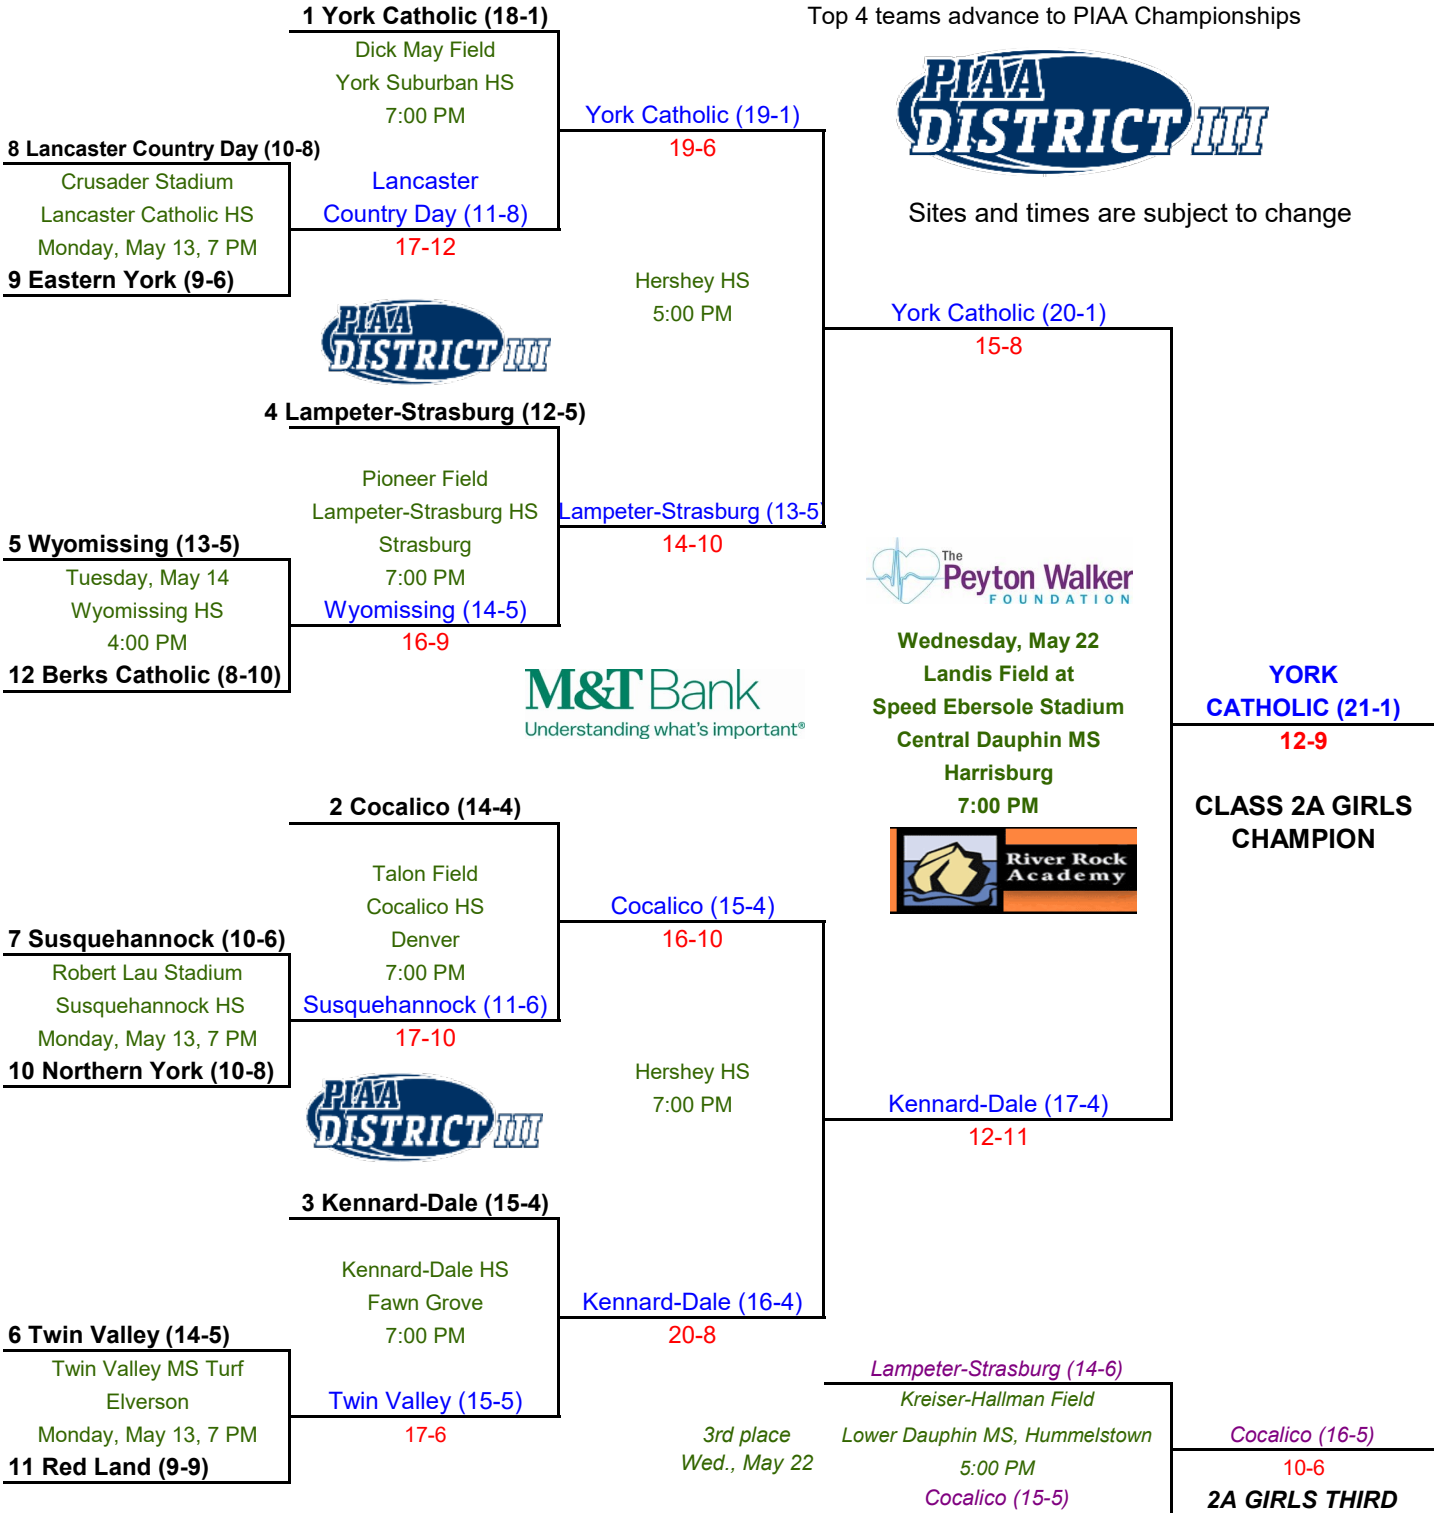 1 York Catholic (18-1)
Top 4 teams advance to PIAA Championships
Dick May Field
York Suburban HS
7:00 PM
PIAA
DISTRICT III
York Catholic (19-1)
19-6
8 Lancaster Country Day (10-8)
Crusader Stadium
Lancaster Catholic HS
Monday, May 13, 7 PM
9 Eastern York (9-6)
Lancaster
Country Day (11-8)
17-12
Sites and times are subject to change
Hershey HS
5:00 PM
York Catholic (20-1)
15-8
PIAA
DISTRICT III
4 Lampeter-Strasburg (12-5)
Pioneer Field
Lampeter-Strasburg HS
Strasburg
7:00 PM
Lampeter-Strasburg (13-5)
14-10
5 Wyomissing (13-5)
Tuesday, May 14
Wyomissing HS
4:00 PM
12 Berks Catholic (8-10)
Wyomissing (14-5)
16-9
The
Peyton Walker
FOUNDATION
Wednesday, May 22
Landis Field at
Speed Ebersole Stadium
Central Dauphin MS
Harrisburg
7:00 PM
M&T Bank
Understanding what's important®
YORK
CATHOLIC (21-1)
12-9
CLASS 2A GIRLS
CHAMPION
River Rock
Academy
2 Cocalico (14-4)
Talon Field
Cocalico HS
Denver
7:00 PM
Cocalico (15-4)
16-10
7 Susquehannock (10-6)
Robert Lau Stadium
Susquehannock HS
Monday, May 13, 7 PM
10 Northern York (10-8)
Susquehannock (11-6)
17-10
Hershey HS
7:00 PM
Kennard-Dale (17-4)
12-11
PIAA
DISTRICT III
3 Kennard-Dale (15-4)
Kennard-Dale HS
Fawn Grove
7:00 PM
Kennard-Dale (16-4)
20-8
6 Twin Valley (14-5)
Twin Valley MS Turf
Elverson
Monday, May 13, 7 PM
11 Red Land (9-9)
Twin Valley (15-5)
17-6
3rd place
Wed., May 22
Lampeter-Strasburg (14-6)
Kreiser-Hallman Field
Lower Dauphin MS, Hummelstown
5:00 PM
Cocalico (15-5)
Cocalico (16-5)
10-6
2A GIRLS THIRD